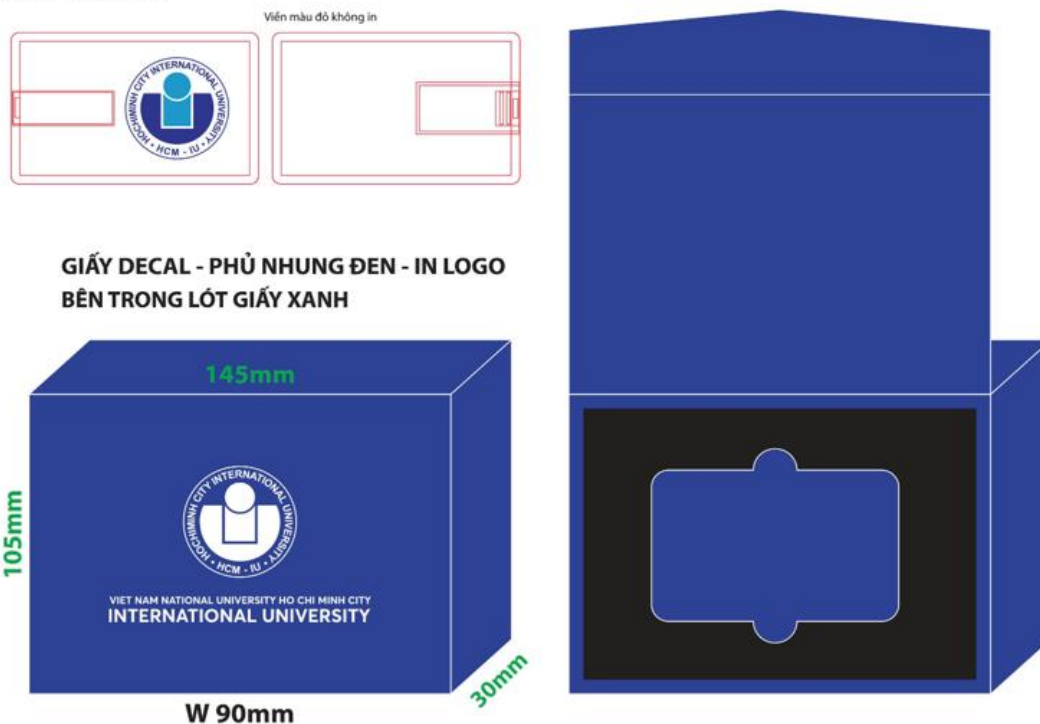 Viền màu đỏ không in
HOCHIMINH CITY INTERNATIONAL UNIVERSITY
HCM - IU
GIẤY DECAL - PHỦ NHUNG ĐEN - IN LOGO
BÊN TRONG LÓT GIẤY XANH
145mm
105mm
HOCHIMINH CITY INTERNATIONAL UNIVERSITY
HCM - IU
VIET NAM NATIONAL UNIVERSITY HO CHI MINH CITY
INTERNATIONAL UNIVERSITY
30mm
W 90mm